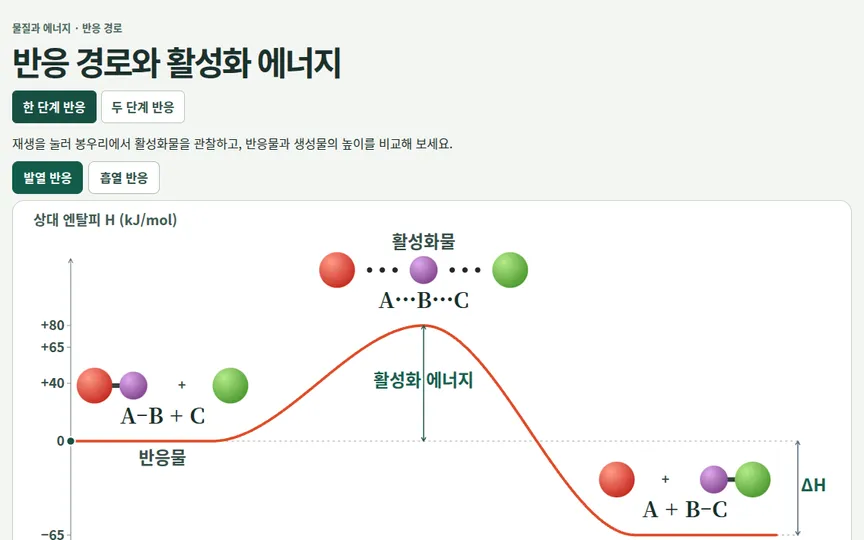 물질과 에너지 · 반응 경로
반응 경로와 활성화 에너지
한 단계 반응
두 단계 반응
재생을 눌러 봉우리에서 활성화물을 관찰하고, 반응물과 생성물의 높이를 비교해 보세요.
발열 반응
흡열 반응
상대 엔탈피 H (kJ/mol)
활성화물
A···B···C
+80
+65
+40
활성화 에너지
+
A−B + C
0
반응물
+
ΔH
A + B−C
−65